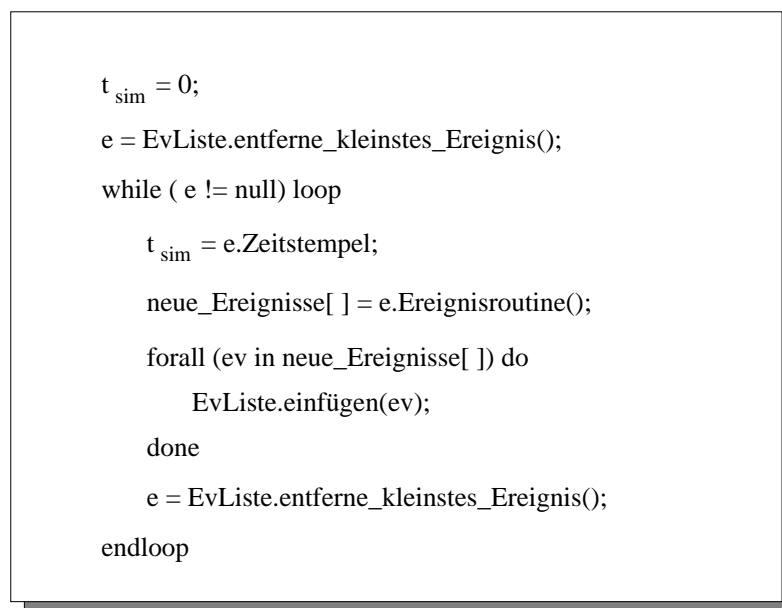 t sim = 0;
e = EvListe.entferne_kleinstes_Ereignis();
while ( e != null) loop
t sim = e.Zeitstempel;
neue_Ereignisse[ ] = e.Ereignisroutine();
forall (ev in neue_Ereignisse[ ]) do
EvListe.einfügen(ev);
done
e = EvListe.entferne_kleinstes_Ereignis();
endloop